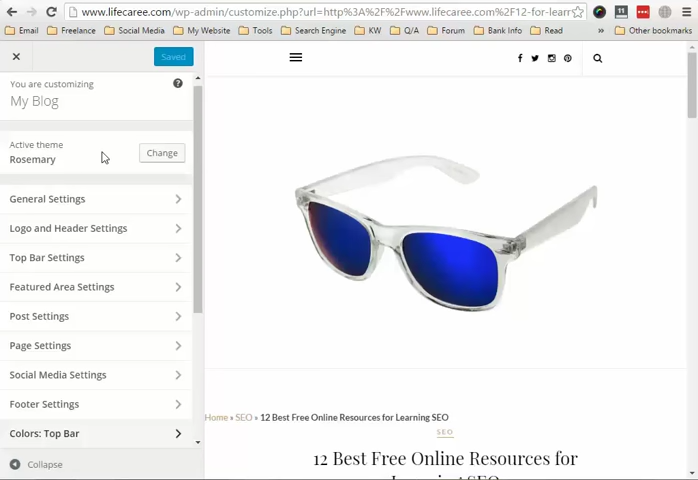 www.lifecaree.com/wp-admin/customize.php?url=http%3A%2F%2Fwww.lifecaree.com%2F12-for-learr
Email Freelance Social Media My Website Tools Search Engine KW Q/A Forum Bank Info Read » Other bookmarks
Saved
You are customizing
My Blog
Active theme
Rosemary
Change
General Settings
Logo and Header Settings
Top Bar Settings
Featured Area Settings
Post Settings
Page Settings
Social Media Settings
Footer Settings
Colors: Top Bar
Collapse
Home » SEO » 12 Best Free Online Resources for Learning SEO
SEO
12 Best Free Online Resources for
Learning SEO